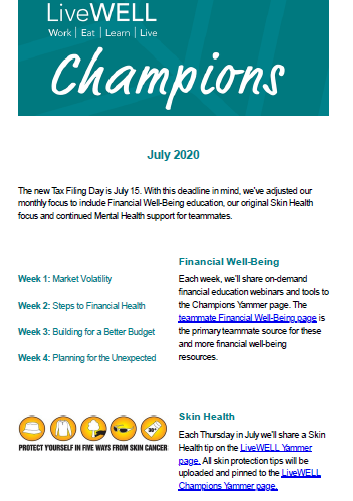 LiveWELL
Work | Eat | Learn | Live
Champions
July 2020
The new Tax Filing Day is July 15. With this deadline in mind, we've adjusted our
monthly focus to include Financial Well-Being education, our original Skin Health
focus and continued Mental Health support for teammates.
Week 1: Market Volatility
Week 2: Steps to Financial Health
Week 3: Building for a Better Budget
Week 4: Planning for the Unexpected
Financial Well-Being
Each week, we'll share on-demand
financial education webinars and tools to
the Champions Yammer page. The
teammate Financial Well-Being page is
the primary teammate source for these
and more financial well-being
resources.
30+
PROTECT YOURSELF IN FIVE WAYS FROM SKIN CANCER
Skin Health
Each Thursday in July we'll share a Skin
Health tip on the LiveWELL Yammer
page. All skin protection tips will be
uploaded and pinned to the LiveWELL
Champions Yammer page.